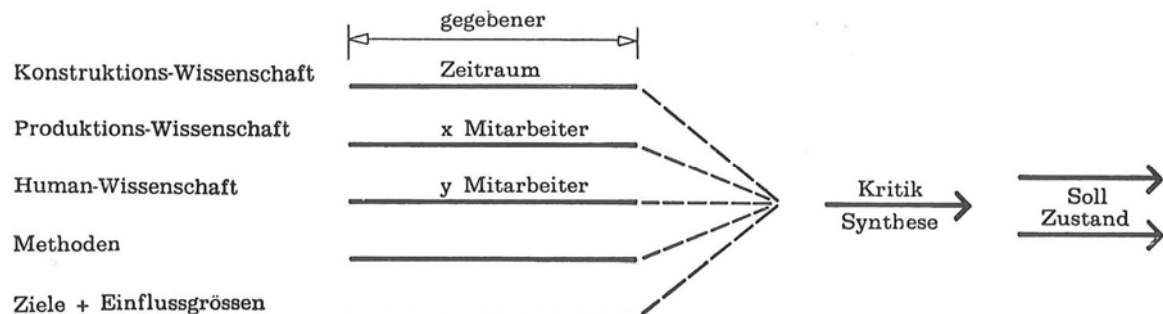 gegebener
Konstruktions-Wissenschaft Zeitraum
Produktions-Wissenschaft x Mitarbeiter
Human-Wissenschaft y Mitarbeiter
Kritik
Synthese
Soll
Zustand
Methoden
Ziele + Einflussgrössen